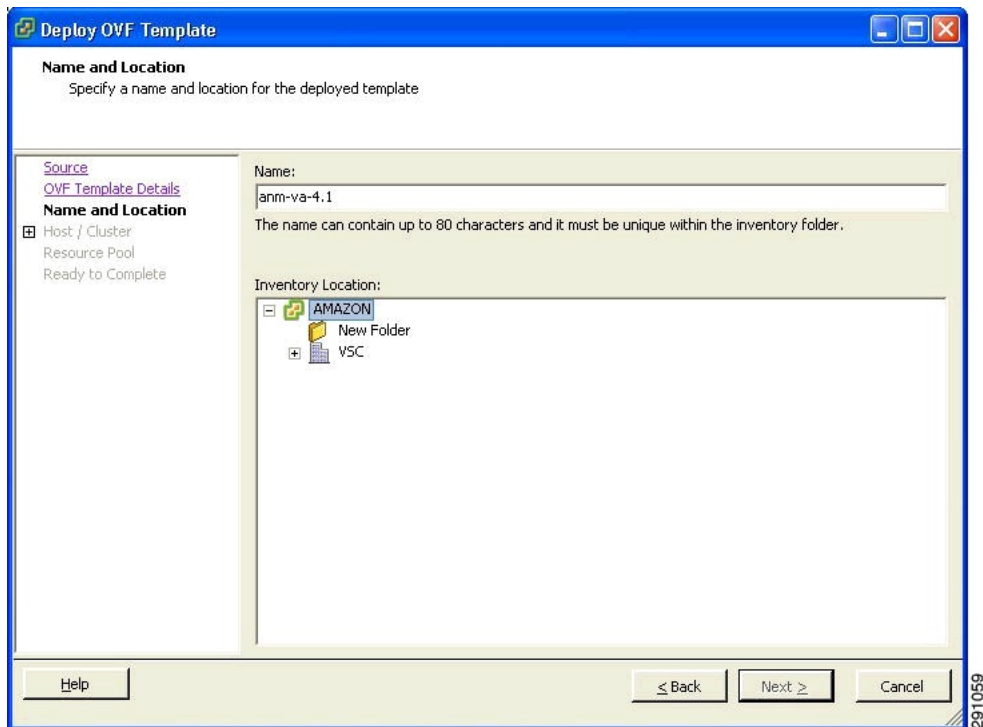 Deploy OVF Template
Name and Location
Specify a name and location for the deployed template
Source
OVF Template Details
Name and Location
Host / Cluster
Resource Pool
Ready to Complete
Name:
anm-va-4.1
The name can contain up to 80 characters and it must be unique within the inventory folder.
Inventory Location:
AMAZON
New Folder
VSC
Help
< Back
Next >
Cancel
291059